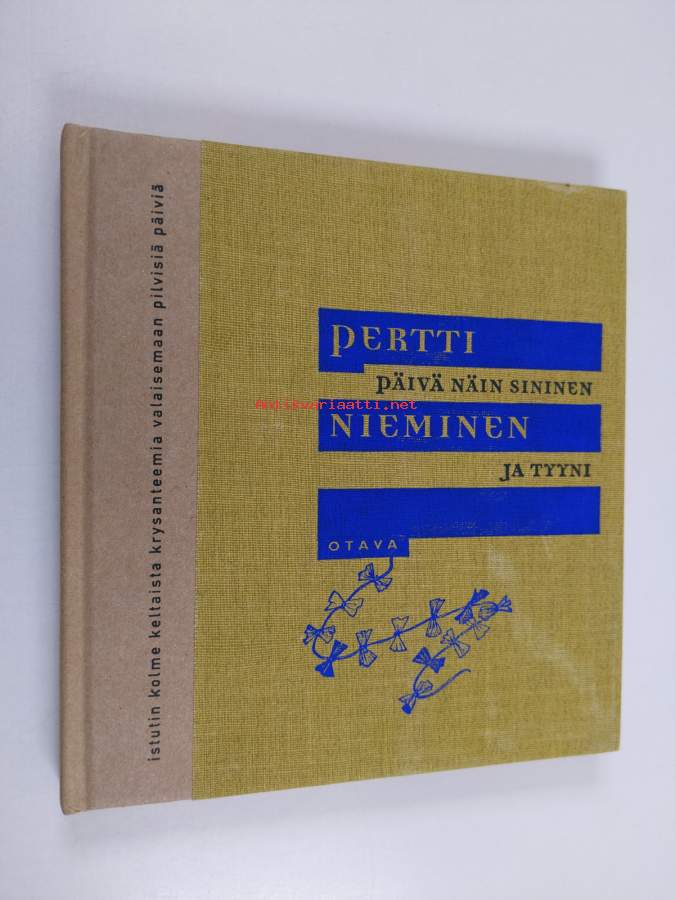 istutin kolme keltaista krysanteemia valaisemaan pilvisiä päiviä
PERTTI
PÄIVÄ NÄIN SININEN
antikvariaatti.net
NIEMINEN
JA TYYNI
OTAVA